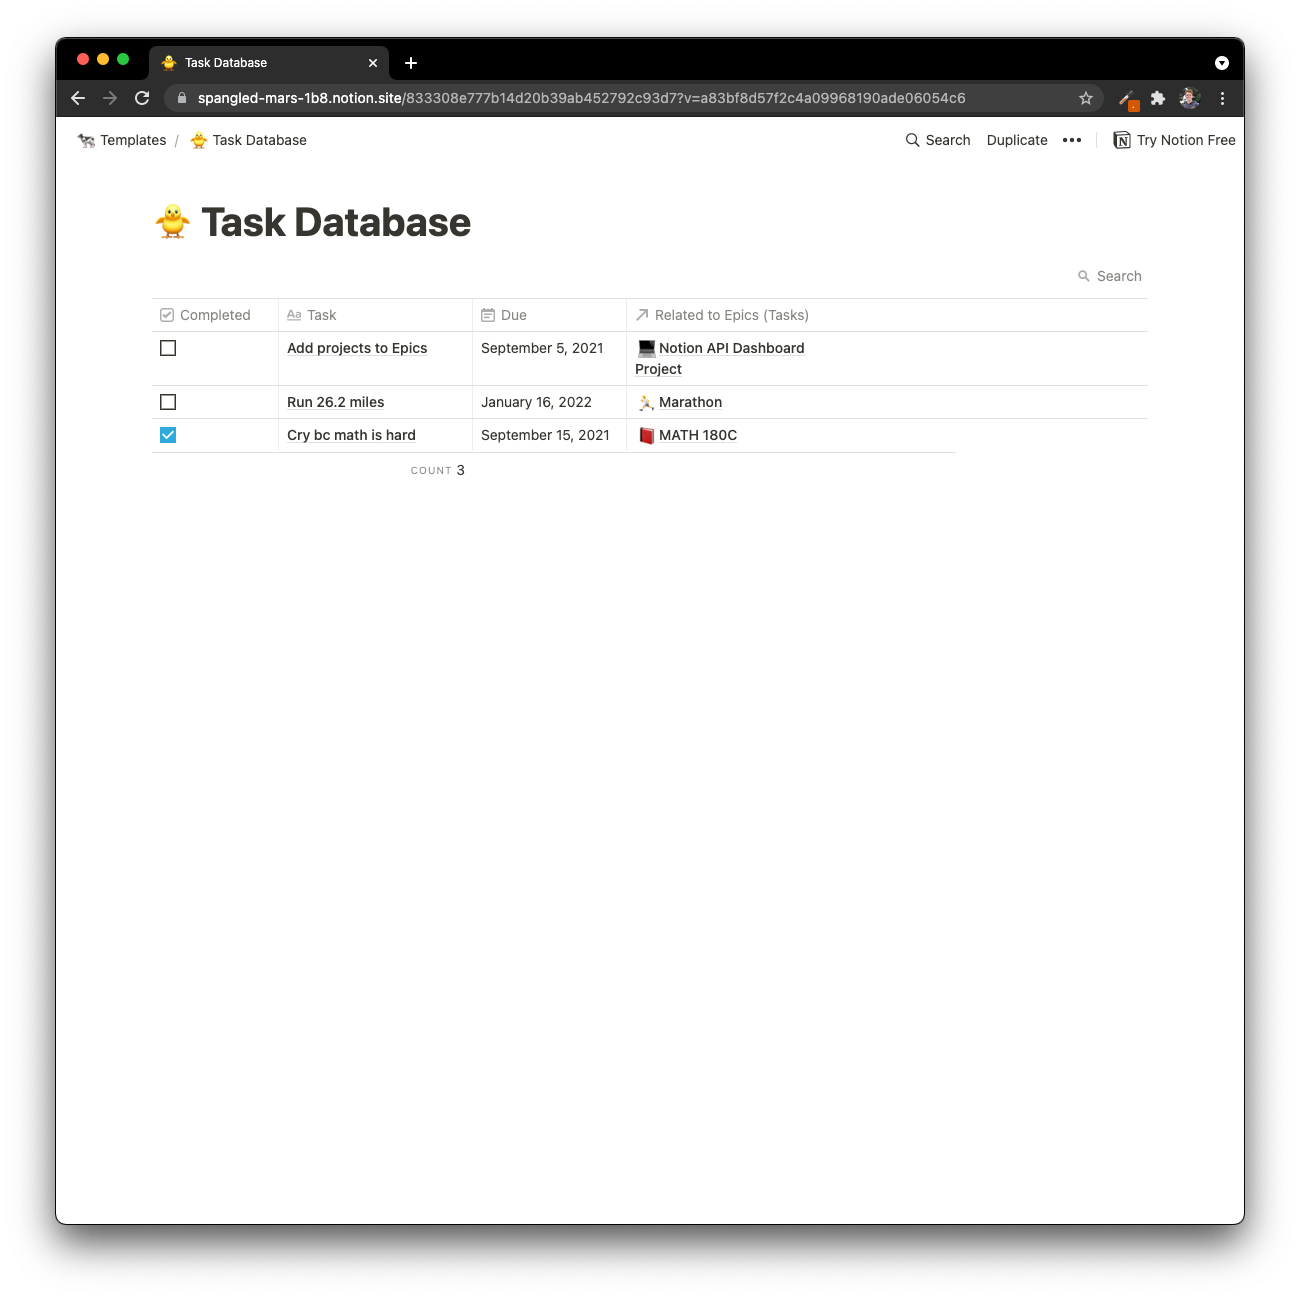 Task Database
spangled-mars-1b8.notion.site/833308e777b14d20b39ab452792c93d7?v=a83bf8d57f2c4a09968190ade06054c6
Templates / Task Database Search Duplicate Try Notion Free
Task Database
Search
Completed Aa Task Due Related to Epics (Tasks)
Add projects to Epics September 5, 2021 Notion API Dashboard
Project
Run 26.2 miles January 16, 2022 Marathon
Cry bc math is hard September 15, 2021 MATH 180C
COUNT 3